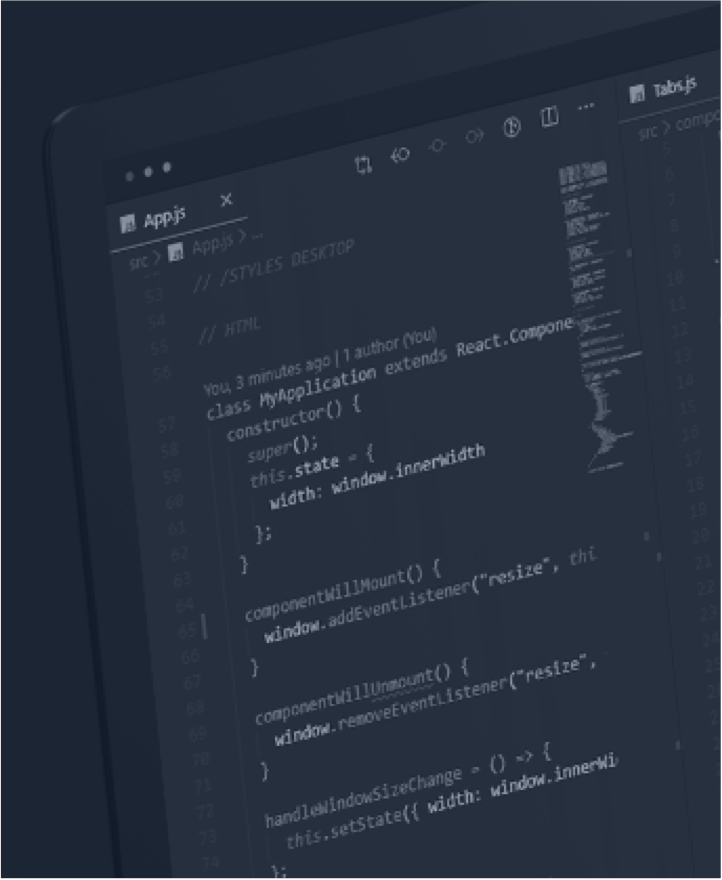 App.js
src > App.js > ...
53
54 // /STYLES DESKTOP
55
56 // HTML
You, 3 minutes ago | 1 author (You)
57 class MyApplication extends React.Compone
58 constructor() {
59 super();
60 this.state = {
61 width: window.innerWidth
62 };
63 }
64
65 componentWillMount() {
66 window.addEventListener("resize", thi
67 }
68
69 componentWillUnmount() {
70 window.removeEventListener("resize",
71 }
72
73 handleWindowSizeChange = () => {
74 this.setState({ width: window.innerWi
};
Tabs.js
src > compo
5
6
7
8
9
10
11
12
13
14
15
16
17
18
19
20
21
22